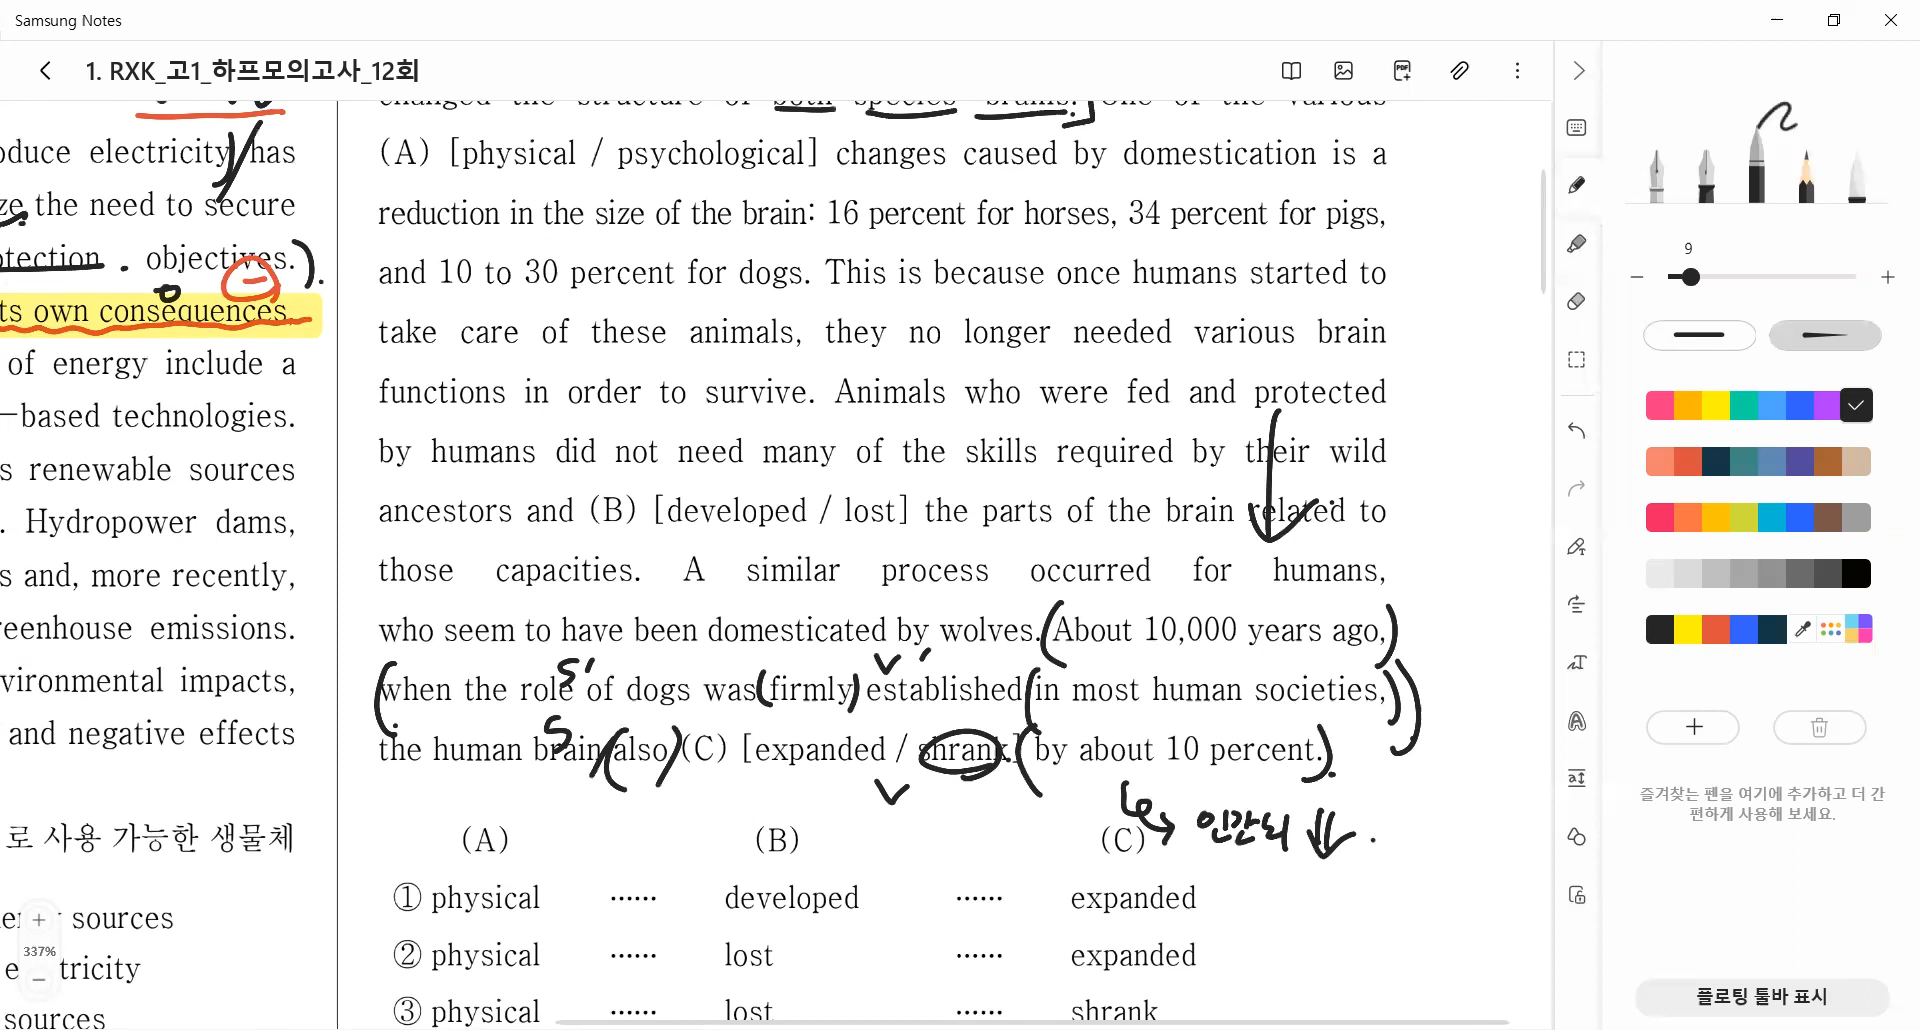 Samsung Notes
1. RXK_고1_하프모의고사_12회
oduce electricity has
ze the need to secure
otection . objectives.).
ts own consequences.
of energy include a
-based technologies.
s renewable sources
. Hydropower dams,
s and, more recently,
reenhouse emissions.
vironmental impacts,
and negative effects
로 사용 가능한 생물체
sources
tricity
sources
changed the structure of both species' brains. One of the various
(A) [physical / psychological] changes caused by domestication is a
reduction in the size of the brain: 16 percent for horses, 34 percent for pigs,
and 10 to 30 percent for dogs. This is because once humans started to
take care of these animals, they no longer needed various brain
functions in order to survive. Animals who were fed and protected
by humans did not need many of the skills required by their wild
ancestors and (B) [developed / lost] the parts of the brain related to
those capacities. A similar process occurred for humans,
who seem to have been domesticated by wolves. (About 10,000 years ago,)
S' V'
(when the role of dogs was (firmly) established (in most human societies,))
S
the human brain (also) (C) [expanded / shrank] (by about 10 percent.)
V
인간뇌 ↓
(A) (B) (C)
① physical ...... developed ...... expanded
② physical ...... lost ...... expanded
③ physical ...... lost ...... shrank
337%
9
즐겨찾는 펜을 여기에 추가하고 더 간
편하게 사용해 보세요.
플로팅 툴바 표시